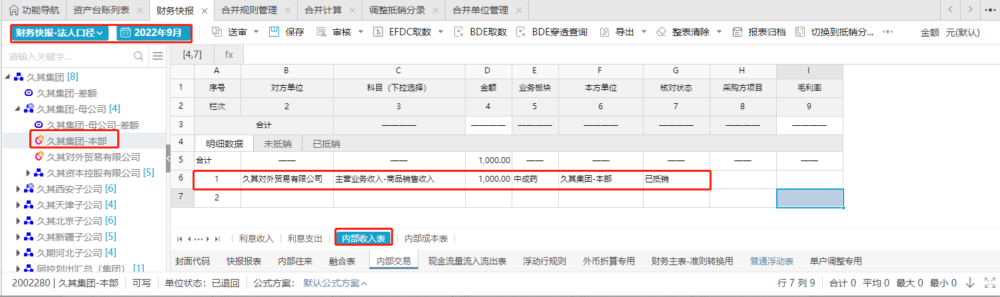 功能导航 资产台账列表 财务快报 合并规则管理 合并计算 调整抵销分录 合并单位管理
财务快报-法人口径 2022年9月 送审 保存 审核 EFDC取数 BDE取数 BDE穿透查询 导出 整表清除 报表归档 切换到抵销分... 金额 元(默认)
请输入关键字...
[4,7] fx
久其集团 [8]
久其集团-差额
久其集团-母公司 [4]
久其集团-母公司-差额
久其集团-本部
久其对外贸易有限公司
久其资本控股有限公司 [5]
久其西安子公司 [6]
久其天津子公司 [4]
久其北京子公司 [6]
久其新疆子公司 [5]
久期河北子公司 [4]
同控划出汇总（集团） [1]
A B C D E F G H I
1 序号 对方单位 科目（下拉选择） 金额 业务板块 本方单位 核对状态 采购方项目 毛利率
2 栏次 2 3 4 5 6 7 8 9
3 合计 ———— ———— ———— ———— ———— ———— ————
4 明细数据 未抵销 已抵销
5 合计 —— —— 1,000.00 —— —— —— —— ——
6 1 久其对外贸易有限公司 主营业务收入-商品销售收入 1,000.00 中成药 久其集团-本部 已抵销
7 2
利息收入 利息支出 内部收入表 内部成本表
封面代码 快报报表 内部往来 融合表 内部交易 现金流量流入流出表 浮动行规则 外币折算专用 财务主表-准则转换用 普通浮动表 单户调整专用
2002280 | 久其集团-本部 可写 单位状态：已退回 公式方案： 默认公式方案 行 7 列 9 合计 0 平均 0 最大 0 最小 0